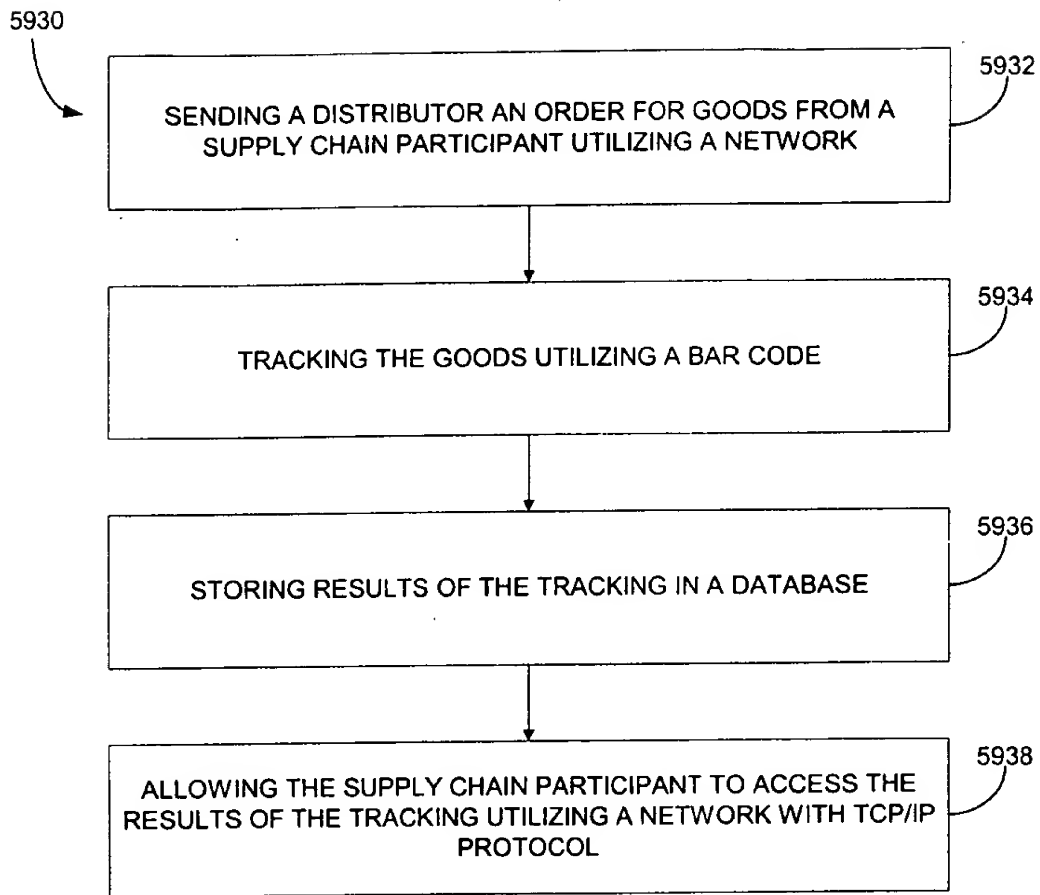 5930
5932
SENDING A DISTRIBUTOR AN ORDER FOR GOODS FROM A
SUPPLY CHAIN PARTICIPANT UTILIZING A NETWORK
5934
TRACKING THE GOODS UTILIZING A BAR CODE
5936
STORING RESULTS OF THE TRACKING IN A DATABASE
5938
ALLOWING THE SUPPLY CHAIN PARTICIPANT TO ACCESS THE
RESULTS OF THE TRACKING UTILIZING A NETWORK WITH TCP/IP
PROTOCOL